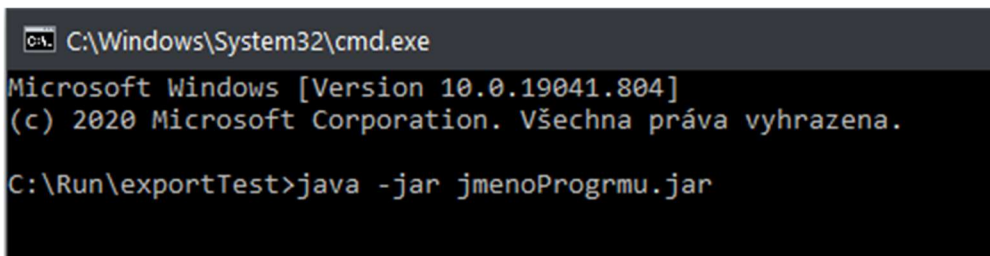 C:\Windows\System32\cmd.exe
Microsoft Windows [Version 10.0.19041.804]
(c) 2020 Microsoft Corporation. Všechna práva vyhrazena.
C:\Run\exportTest>java -jar jmenoProgrmu.jar